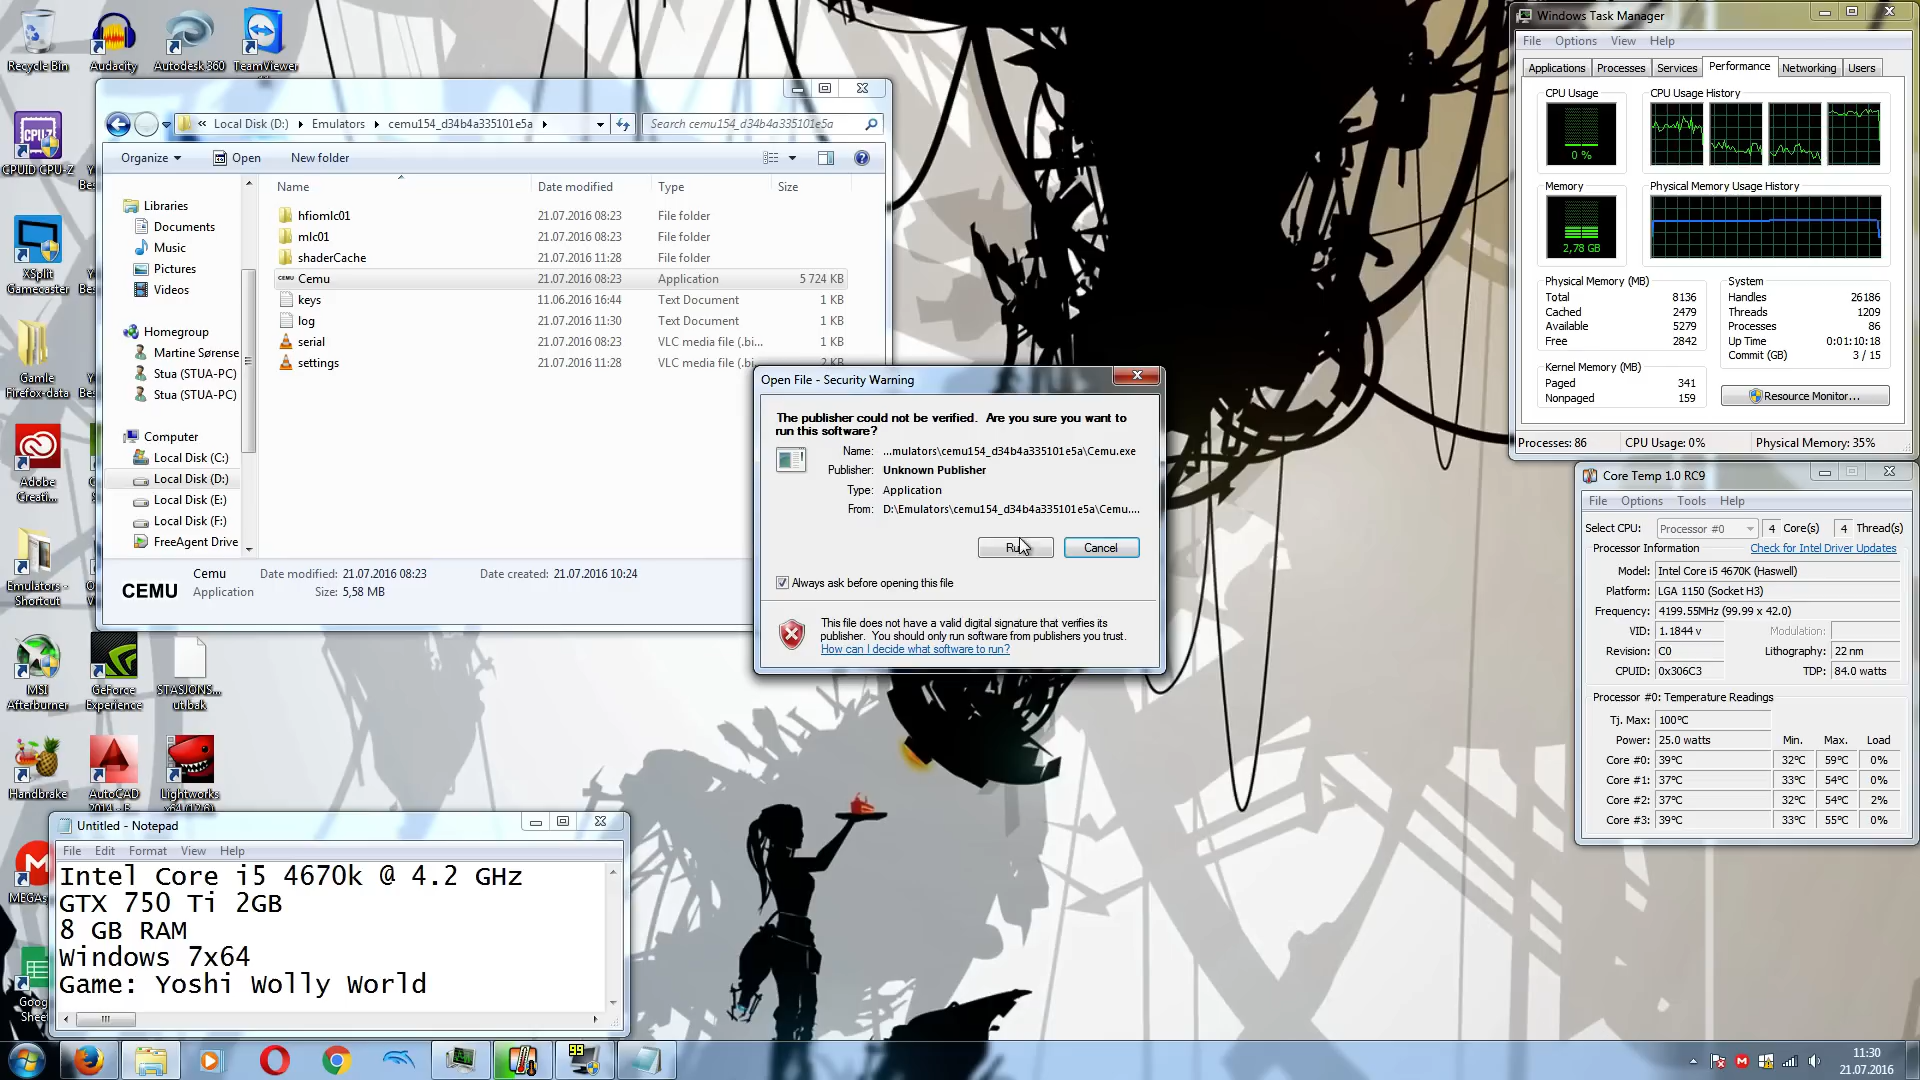 Recycle Bin
Audacity
Autodesk 360
TeamViewer
CPUID CPU-Z
XSplit
Gamecaster
Gamle
Firefox-data
Adobe
Creati...
Emulators -
Shortcut
MSI
Afterburner
GeForce
Experience
STASJONS...
ut1bak
Handbrake
AutoCAD
Lightworks
Local Disk (D:)
Emulators
cemu154_d34b4a335101e5a
Search cemu154_d34b4a335101e5a
Organize
Open
New folder
Name
Date modified
Type
Size
Libraries
Documents
Music
Pictures
Videos
Homegroup
Martine Sørense
Stua (STUA-PC)
Stua (STUA-PC)
Computer
Local Disk (C:)
Local Disk (D:)
Local Disk (E:)
Local Disk (F:)
FreeAgent Drive
hfiomlc01 21.07.2016 08:23 File folder
mlc01 21.07.2016 08:23 File folder
shaderCache 21.07.2016 11:28 File folder
CEMU Cemu 21.07.2016 08:23 Application 5 724 KB
keys 11.06.2016 16:44 Text Document 1 KB
log 21.07.2016 11:30 Text Document 1 KB
serial 21.07.2016 08:23 VLC media file (.bi... 1 KB
settings 21.07.2016 11:28 VLC media file (.bi... 2 KB
CEMU
Cemu Date modified: 21.07.2016 08:23 Date created: 21.07.2016 10:24
Application Size: 5,58 MB
Open File - Security Warning
The publisher could not be verified. Are you sure you want to
run this software?
Name: ...mulators\cemu154_d34b4a335101e5a\Cemu.exe
Publisher: Unknown Publisher
Type: Application
From: D:\Emulators\cemu154_d34b4a335101e5a\Cemu....
Cancel
Always ask before opening this file
This file does not have a valid digital signature that verifies its
publisher. You should only run software from publishers you trust.
How can I decide what software to run?
Windows Task Manager
File Options View Help
Applications Processes Services Performance Networking Users
CPU Usage CPU Usage History
0 %
Memory Physical Memory Usage History
2,78 GB
Physical Memory (MB)
Total 8136
Cached 2479
Available 5279
Free 2842
Kernel Memory (MB)
Paged 341
Nonpaged 159
System
Handles 26186
Threads 1209
Processes 86
Up Time 0:01:10:18
Commit (GB) 3 / 15
Resource Monitor...
Processes: 86 CPU Usage: 0% Physical Memory: 35%
Core Temp 1.0 RC9
File Options Tools Help
Select CPU: Processor #0 4 Core(s) 4 Thread(s)
Processor Information Check for Intel Driver Updates
Model: Intel Core i5 4670K (Haswell)
Platform: LGA 1150 (Socket H3)
Frequency: 4199.55MHz (99.99 x 42.0)
VID: 1.1844 v Modulation:
Revision: C0 Lithography: 22 nm
CPUID: 0x306C3 TDP: 84.0 watts
Processor #0: Temperature Readings
Tj. Max: 100°C
Power: 25.0 watts Min. Max. Load
Core #0: 39°C 32°C 59°C 0%
Core #1: 37°C 33°C 54°C 0%
Core #2: 37°C 32°C 54°C 2%
Core #3: 39°C 33°C 55°C 0%
Untitled - Notepad
File Edit Format View Help
Intel Core i5 4670k @ 4.2 GHz
GTX 750 Ti 2GB
8 GB RAM
Windows 7x64
Game: Yoshi Wolly World
99
11:30
21.07.2016